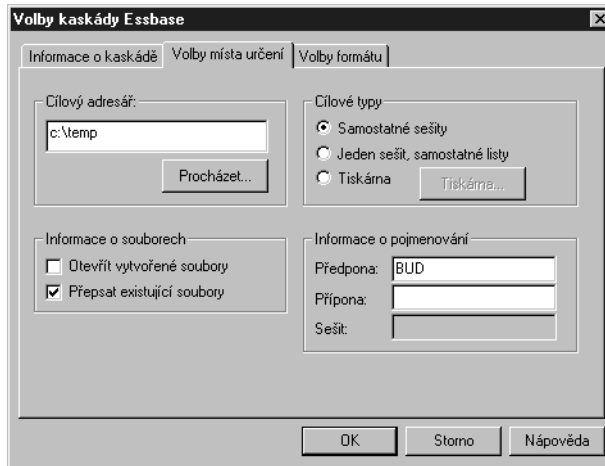 Volby kaskády Essbase
Informace o kaskádě
Volby místa určení
Volby formátu
Cílový adresář:
c:\temp
Procházet...
Cílové typy
Samostatné sešity
Jeden sešit, samostatné listy
Tiskárna
Tiskárna...
Informace o souborech
Otevřít vytvořené soubory
Přepsat existující soubory
Informace o pojmenování
Předpona: BUD
Přípona:
Sešit:
OK
Storno
Nápověda